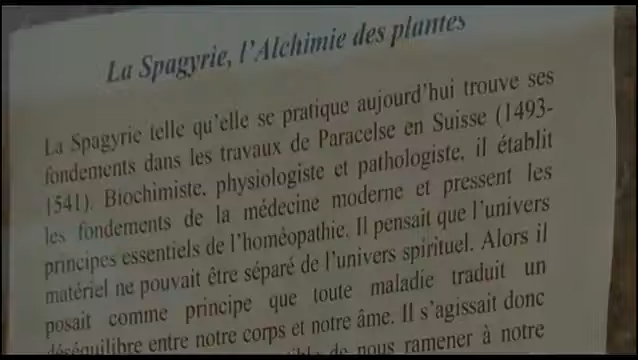 La Spagyrie, l'Alchimie des plantes
La Spagyrie telle qu'elle se pratique aujourd'hui trouve ses
fondements dans les travaux de Paracelse en Suisse (1493-
1541). Biochimiste, physiologiste et pathologiste, il établit
les fondements de la médecine moderne et pressent les
principes essentiels de l'homéopathie. Il pensait que l'univers
matériel ne pouvait être séparé de l'univers spirituel. Alors il
posait comme principe que toute maladie traduit un
déséquilibre entre notre corps et notre âme. Il s'agissait donc
de nous ramener à notre